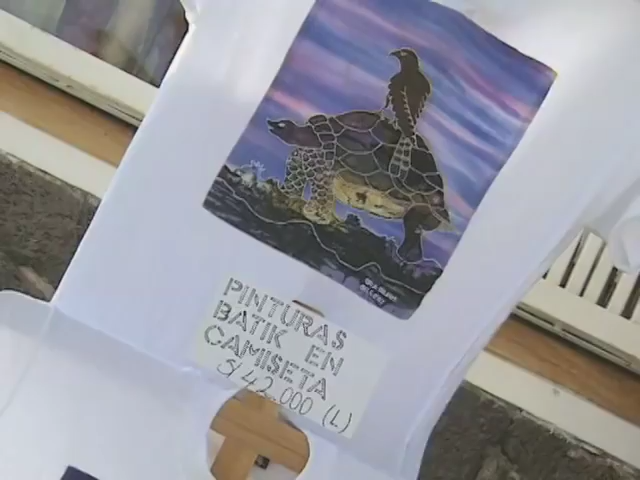 PINTURAS
BATIK EN
CAMISETA
S/42.000 (L)